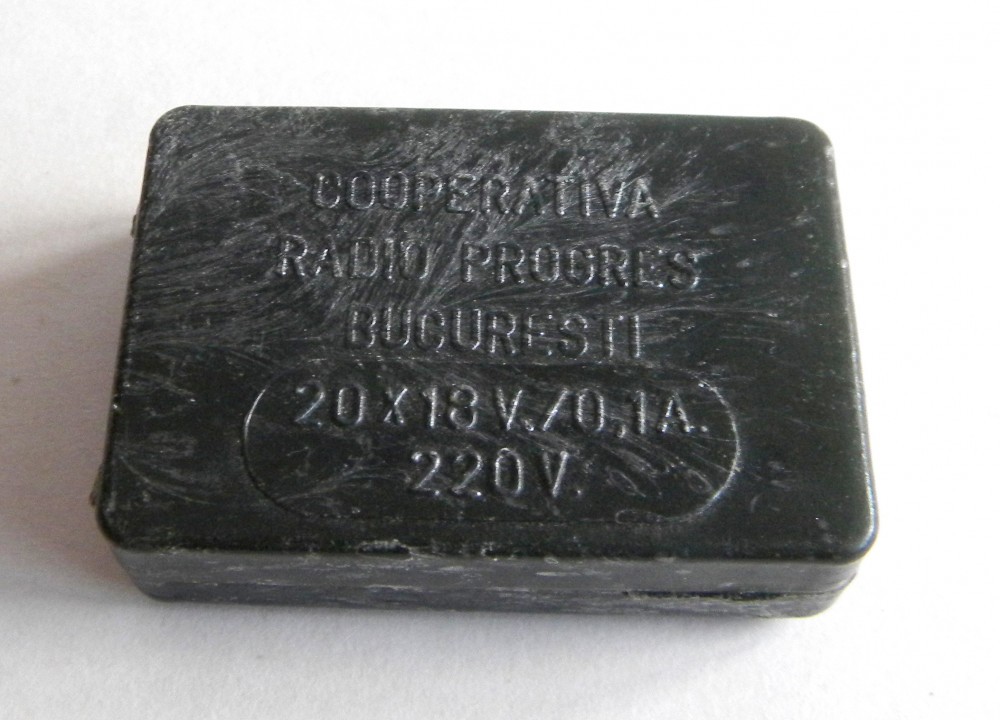 COOPERATIVA
RADIO PROGRES
BUCURESTI
20 X 18 V./0,1A.
220 V.